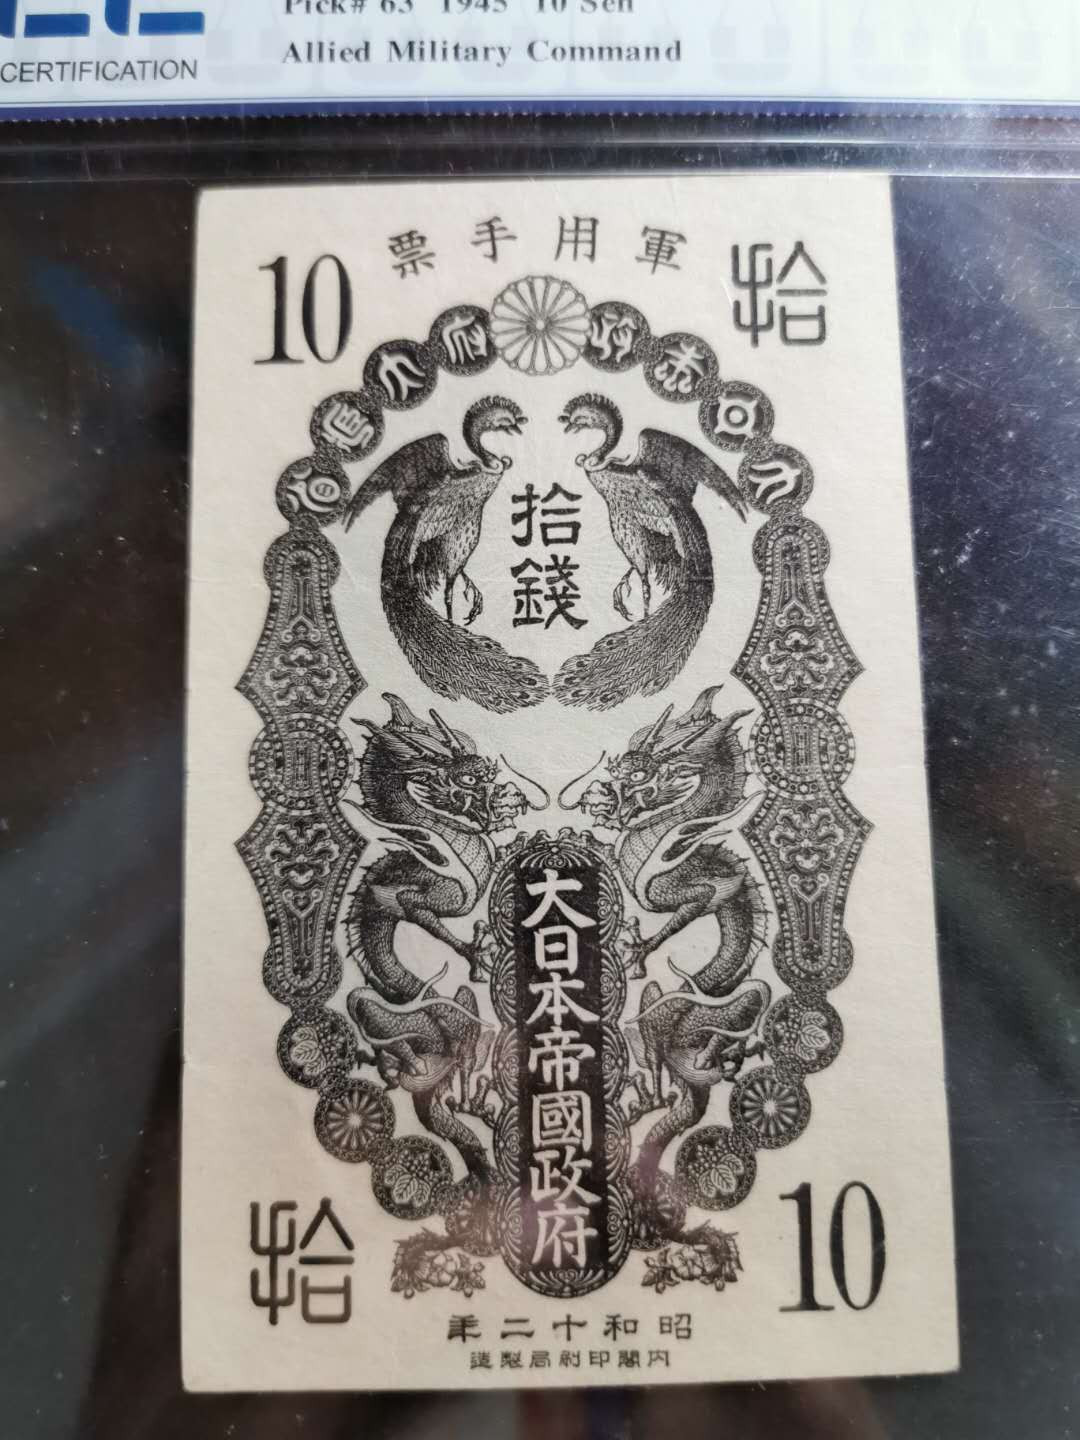 Pick# 63 1945 10 Sen
Allied Military Command
CERTIFICATION
票手用軍
10
拾
拾錢
大日本帝國政府
拾
10
年二十和昭
造製局刷印閣内